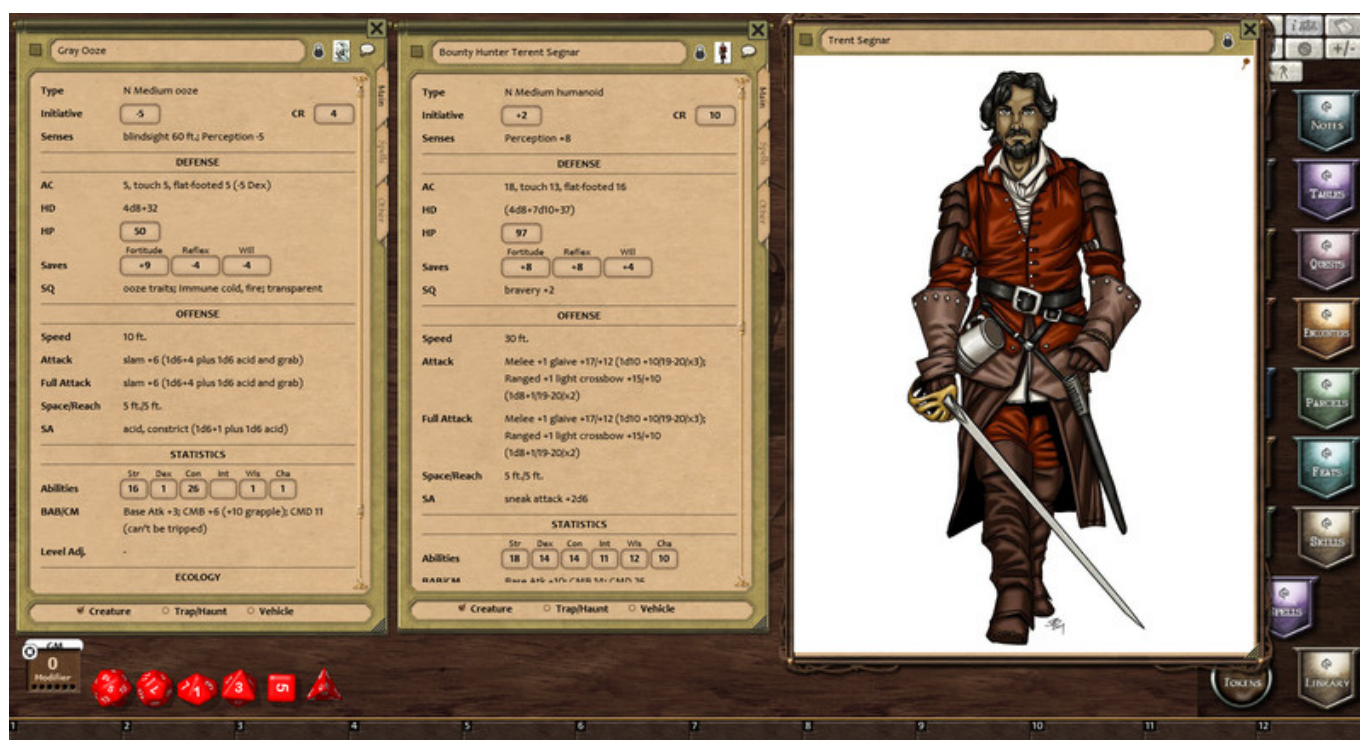 Gray Ooze
Type N Medium ooze
Initiative -5 CR 4
Senses blindsight 60 ft.; Perception -5
DEFENSE
AC 5, touch 5, flat-footed 5 (-5 Dex)
HD 4d8+32
HP 50
Fortitude Reflex Will
Saves +9 -4 -4
SQ ooze traits; Immune cold, fire; transparent
OFFENSE
Speed 10 ft.
Attack slam +6 (1d6+4 plus 1d6 acid and grab)
Full Attack slam +6 (1d6+4 plus 1d6 acid and grab)
Space/Reach 5 ft./5 ft.
SA acid, constrict (1d6+1 plus 1d6 acid)
STATISTICS
Str Dex Con Int Wis Cha
Abilities 16 1 26 1 1
BAB/CM Base Atk +3; CMB +6 (+10 grapple); CMD 11
(can't be tripped)
Level Adj. -
ECOLOGY
Creature Trap/Haunt Vehicle
Main
Spells
Other
Bounty Hunter Terent Segnar
Type N Medium humanoid
Initiative +2 CR 10
Senses Perception +8
DEFENSE
AC 18, touch 13, flat-footed 16
HD (4d8+7d10+37)
HP 97
Fortitude Reflex Will
Saves +8 +8 +4
SQ bravery +2
OFFENSE
Speed 30 ft.
Attack Melee +1 glaive +17/+12 (1d10 +10/19-20/x3);
Ranged +1 light crossbow +15/+10
(1d8+1/19-20/x2)
Full Attack Melee +1 glaive +17/+12 (1d10 +10/19-20/x3);
Ranged +1 light crossbow +15/+10
(1d8+1/19-20/x2)
Space/Reach 5 ft./5 ft.
SA sneak attack +2d6
STATISTICS
Str Dex Con Int Wis Cha
Abilities 18 14 14 11 12 10
BAB/CM Base Atk +10; CMB 14; CMD 26
Creature Trap/Haunt Vehicle
Main
Spells
Other
Trent Segnar
+/-
Notes
Tables
Quests
Encounters
Parcels
Feats
Skills
Spells
Tokens
Library
GM
0
Modifier
1 3 5
1 2 3 4 5 6 7 8 9 10 11 12